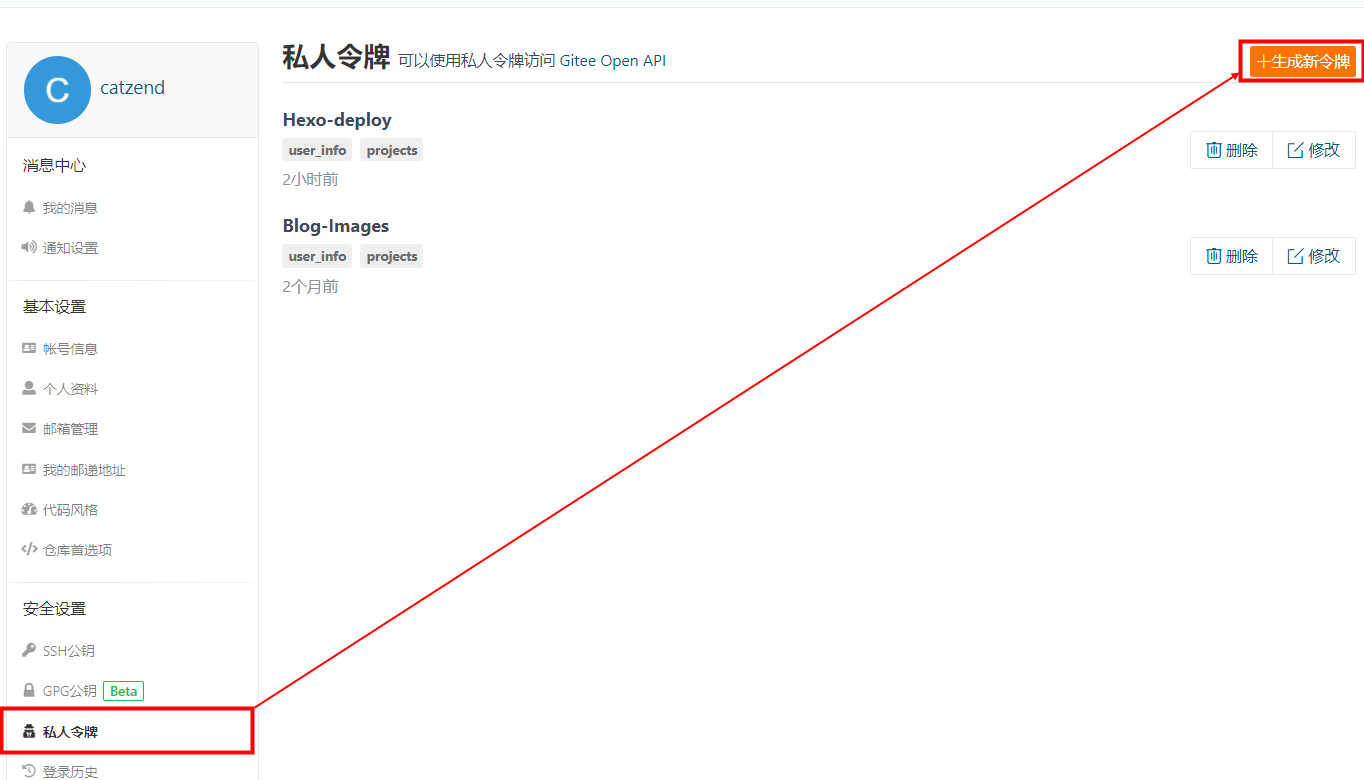 C
catzend
消息中心
我的消息
通知设置
基本设置
帐号信息
个人资料
邮箱管理
我的邮递地址
代码风格
仓库首选项
安全设置
SSH公钥
GPG公钥 Beta
私人令牌
登录历史
私人令牌 可以使用私人令牌访问 Gitee Open API
+生成新令牌
Hexo-deploy
user_info projects
2小时前
删除 修改
Blog-Images
user_info projects
2个月前
删除 修改